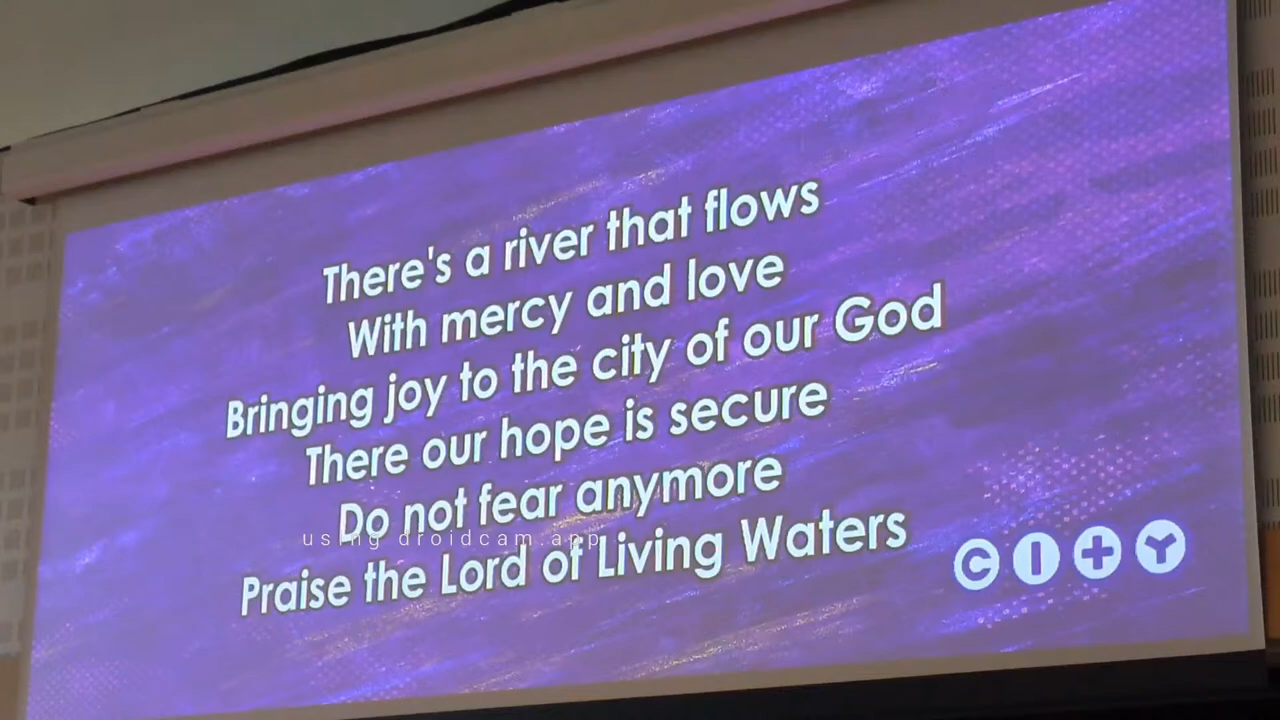 There's a river that flows
With mercy and love
Bringing joy to the city of our God
There our hope is secure
Do not fear anymore
using droidcam.app
Praise the Lord of Living Waters
CITY